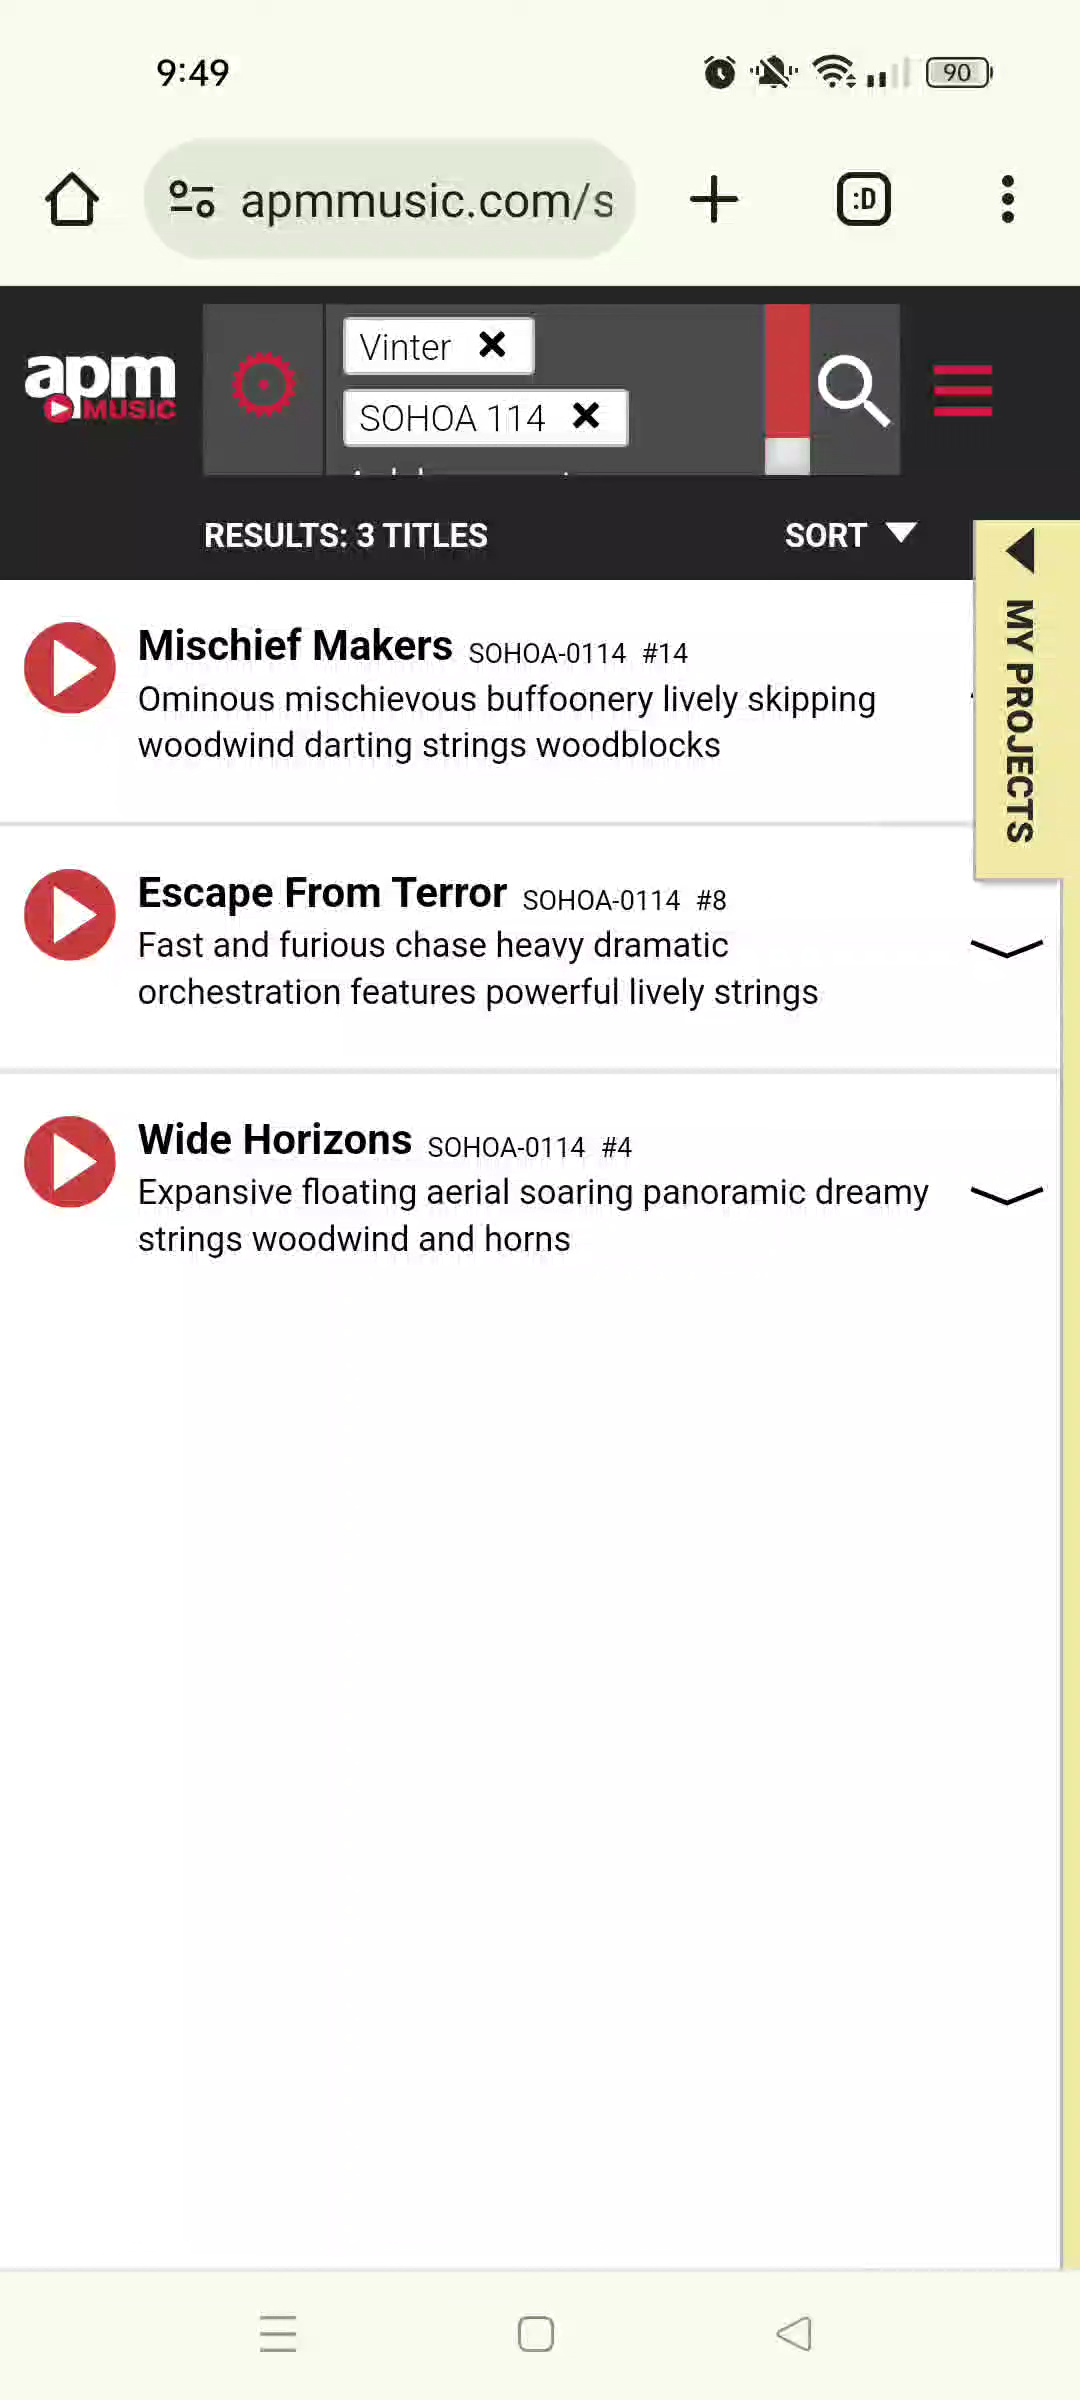 9:49
90
apmmusic.com/s
:D
apm
MUSIC
Vinter
SOHOA 114
RESULTS: 3 TITLES
SORT
MY PROJECTS
Mischief Makers SOHOA-0114 #14
Ominous mischievous buffoonery lively skipping
woodwind darting strings woodblocks
Escape From Terror SOHOA-0114 #8
Fast and furious chase heavy dramatic
orchestration features powerful lively strings
Wide Horizons SOHOA-0114 #4
Expansive floating aerial soaring panoramic dreamy
strings woodwind and horns